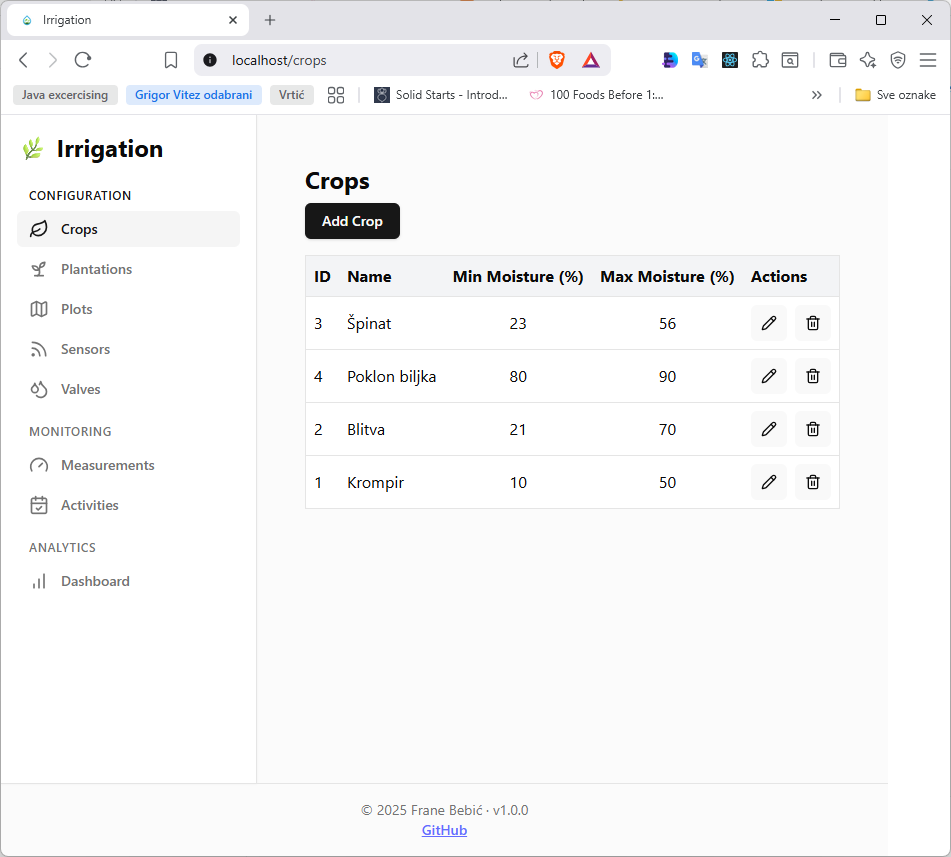 Irrigation
localhost/crops
Java excercising
Grigor Vitez odabrani
Vrtić
Solid Starts - Introd...
100 Foods Before 1:...
Sve oznake
Irrigation
CONFIGURATION
Crops
Plantations
Plots
Sensors
Valves
MONITORING
Measurements
Activities
ANALYTICS
Dashboard
Crops
Add Crop
ID Name Min Moisture (%) Max Moisture (%) Actions
3 Špinat 23 56
4 Poklon biljka 80 90
2 Blitva 21 70
1 Krompir 10 50
© 2025 Frane Bebić · v1.0.0
GitHub